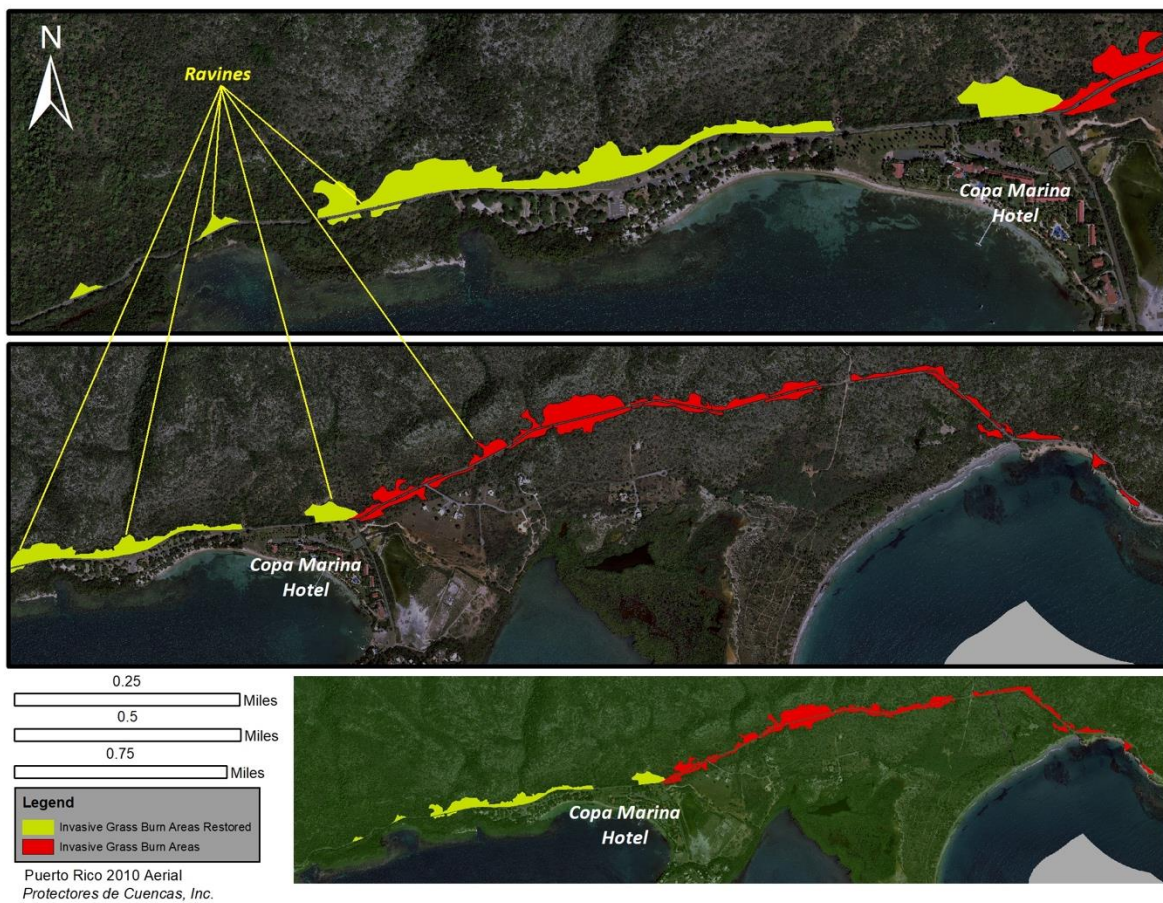 N
Ravines
Copa Marina
Hotel
Copa Marina
Hotel
0.25
Miles
0.5
Miles
0.75
Miles
Legend
Invasive Grass Burn Areas Restored
Invasive Grass Burn Areas
Puerto Rico 2010 Aerial
Protectores de Cuencas, Inc.
Copa Marina
Hotel